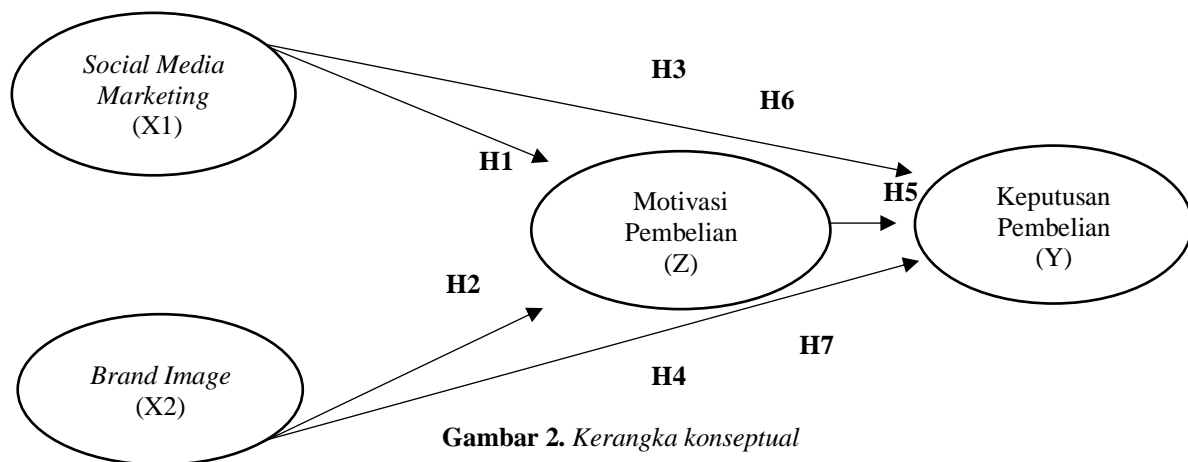 Social Media
Marketing
(X1)
H3
H6
H1
Motivasi
Pembelian
(Z)
H5
Keputusan
Pembelian
(Y)
H2
H7
H4
Brand Image
(X2)
Gambar 2. Kerangka konseptual